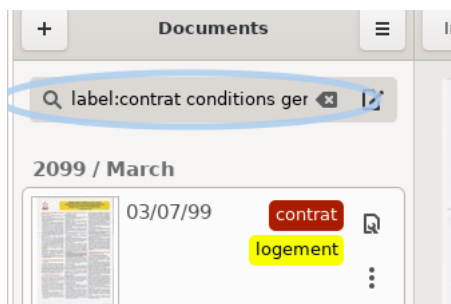 Documents
label:contrat conditions ger
2099 / March
03/07/99
contrat
logement